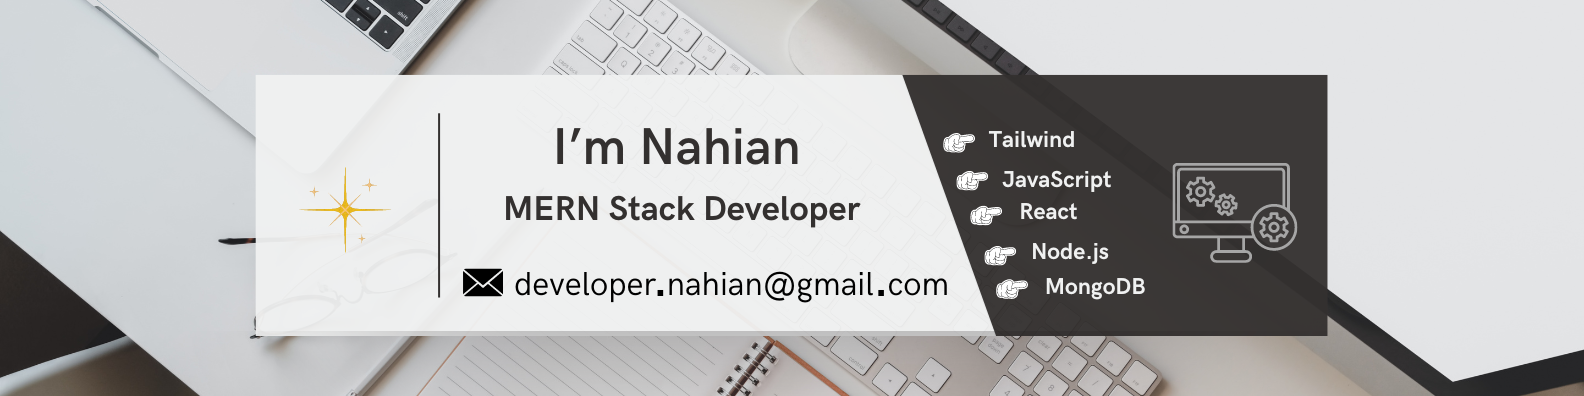 I’m Nahian
MERN Stack Developer
developer.nahian@gmail.com
Tailwind
JavaScript
React
Node.js
MongoDB